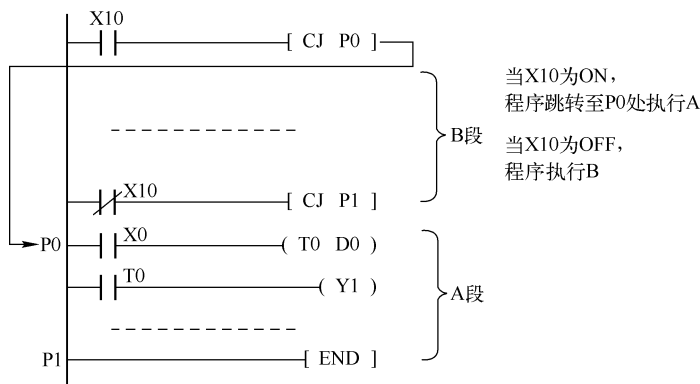 X10
[ CJ P0 ]
当X10为ON，
程序跳转至P0处执行A
B段
当X10为OFF，
程序执行B
X10
[ CJ P1 ]
P0
X0
( T0 D0 )
T0
( Y1 )
A段
P1
[ END ]